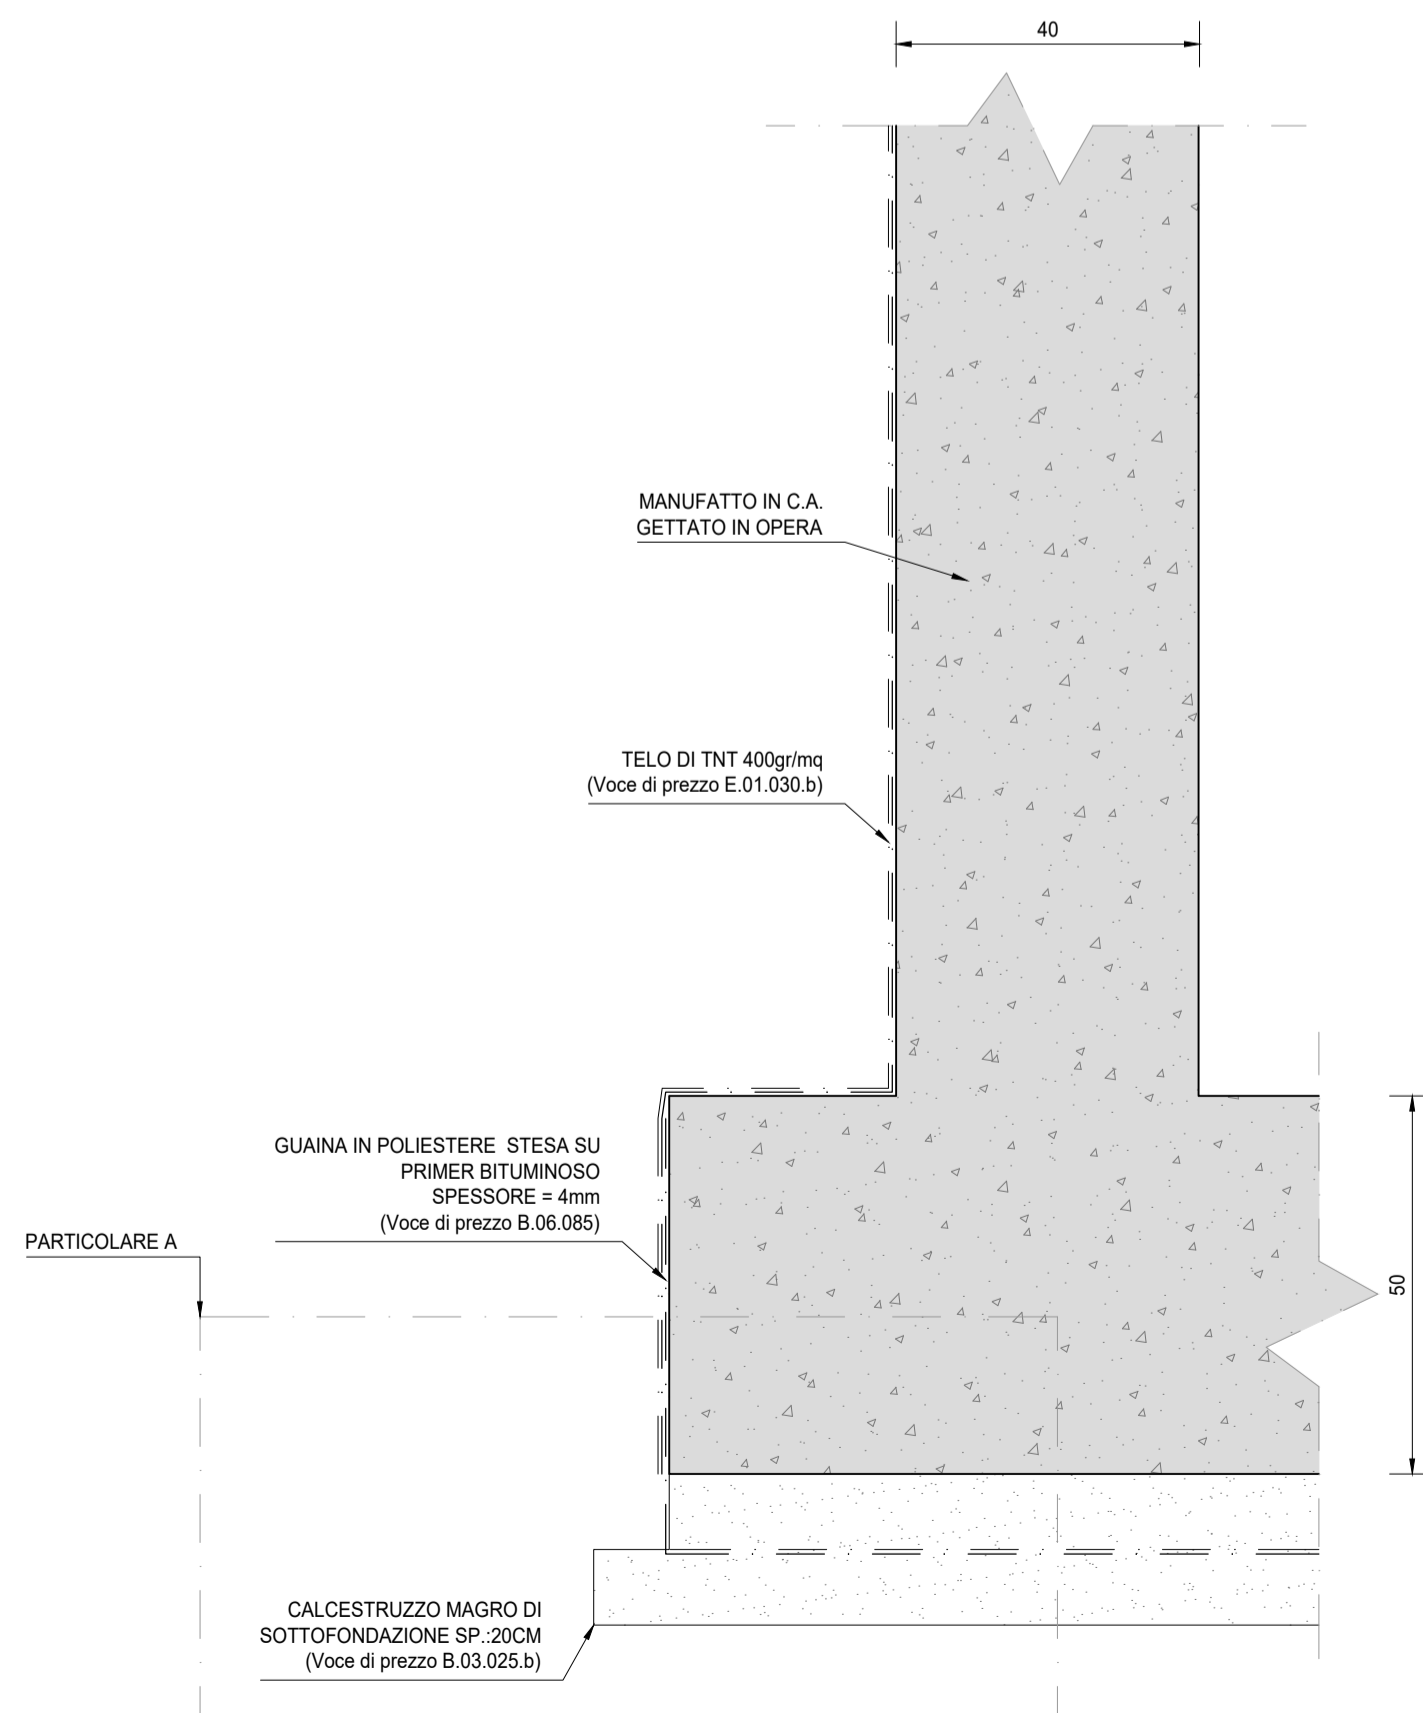 40
MANUFATTO IN C.A.
GETTATO IN OPERA
TELO DI TNT 400gr/mq
(Voce di prezzo E.01.030.b)
GUAINA IN POLIESTERE STESA SU
PRIMER BITUMINOSO
SPESSORE = 4mm
(Voce di prezzo B.06.085)
PARTICOLARE A
50
CALCESTRUZZO MAGRO DI
SOTTOFONDAZIONE SP.:20CM
(Voce di prezzo B.03.025.b)